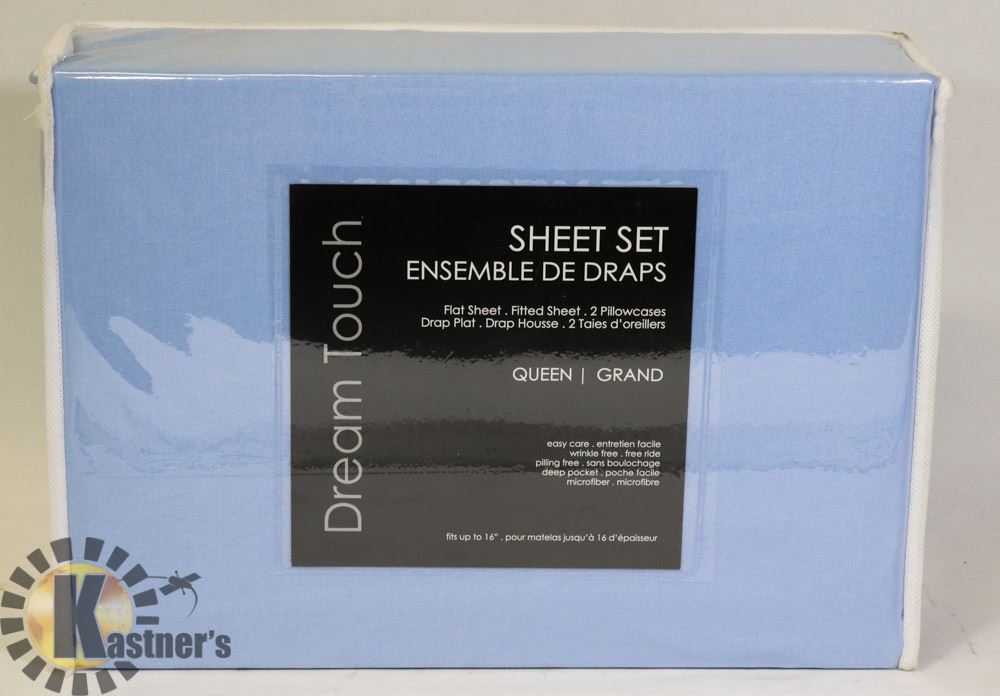 Dream Touch
SHEET SET
ENSEMBLE DE DRAPS
Flat Sheet . Fitted Sheet . 2 Pillowcases
Drap Plat . Drap Housse . 2 Taies d'oreillers
QUEEN | GRAND
easy care . entretien facile
wrinkle free . free ride
pilling free . sans boulochage
deep pocket . poche facile
microfiber . microfibre
fits up to 16" . pour matelas jusqu'à 16 d'épaisseur
Kastner's